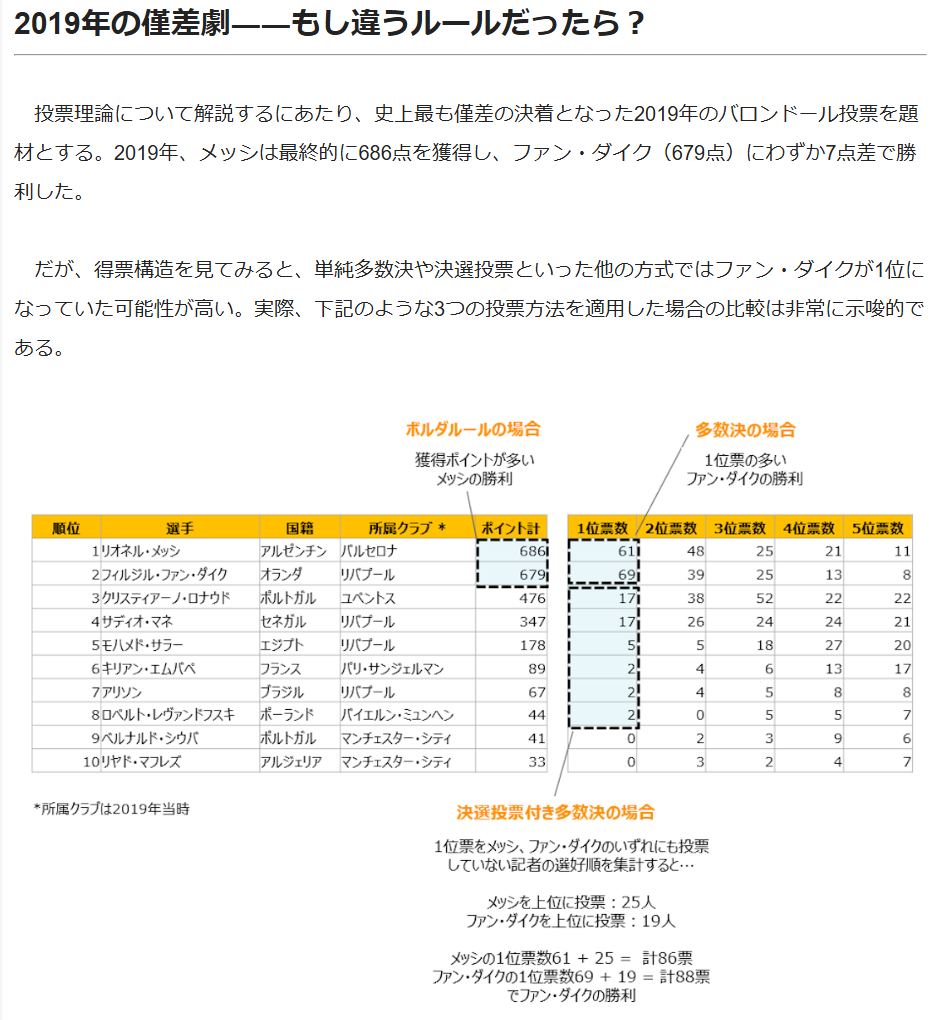 2019年の僅差劇――もし違うルールだったら？
投票理論について解説するにあたり、史上最も僅差の決着となった2019年のバロンドール投票を題
材とする。2019年、メッシは最終的に686点を獲得し、ファン・ダイク（679点）にわずか7点差で勝
利した。
だが、得票構造を見てみると、単純多数決や決選投票といった他の方式ではファン・ダイクが1位に
なっていた可能性が高い。実際、下記のような3つの投票方法を適用した場合の比較は非常に示唆的で
ある。
ボルダルールの場合
獲得ポイントが多い
メッシの勝利
多数決の場合
1位票の多い
ファン・ダイクの勝利
順位 選手 国籍 所属クラブ * ポイント計 1位票数 2位票数 3位票数 4位票数 5位票数
1 リオネル・メッシ アルゼンチン バルセロナ 686 61 48 25 21 11
2 フィルジル・ファン・ダイク オランダ リバプール 679 69 39 25 13 8
3 クリスティアーノ・ロナウド ポルトガル ユベントス 476 17 38 52 22 22
4 サディオ・マネ セネガル リバプール 347 17 26 24 24 21
5 モハメド・サラー エジプト リバプール 178 5 5 18 27 20
6 キリアン・エムバペ フランス パリ・サンジェルマン 89 2 4 6 13 17
7 アリソン ブラジル リバプール 67 2 4 5 8 8
8 ロベルト・レヴァンドフスキ ポーランド バイエルン・ミュンヘン 44 2 0 5 5 7
9 ベルナルド・シウバ ポルトガル マンチェスター・シティ 41 0 2 3 9 6
10 リヤド・マフレズ アルジェリア マンチェスター・シティ 33 0 3 2 4 7
*所属クラブは2019年当時
決選投票付き多数決の場合
1位票をメッシ、ファン・ダイクのいずれにも投票
していない記者の選好順を集計すると…
メッシを上位に投票：25人
ファン・ダイクを上位に投票：19人
メッシの1位票数61 + 25 = 計86票
ファン・ダイクの1位票数69 + 19 = 計88票
でファン・ダイクの勝利